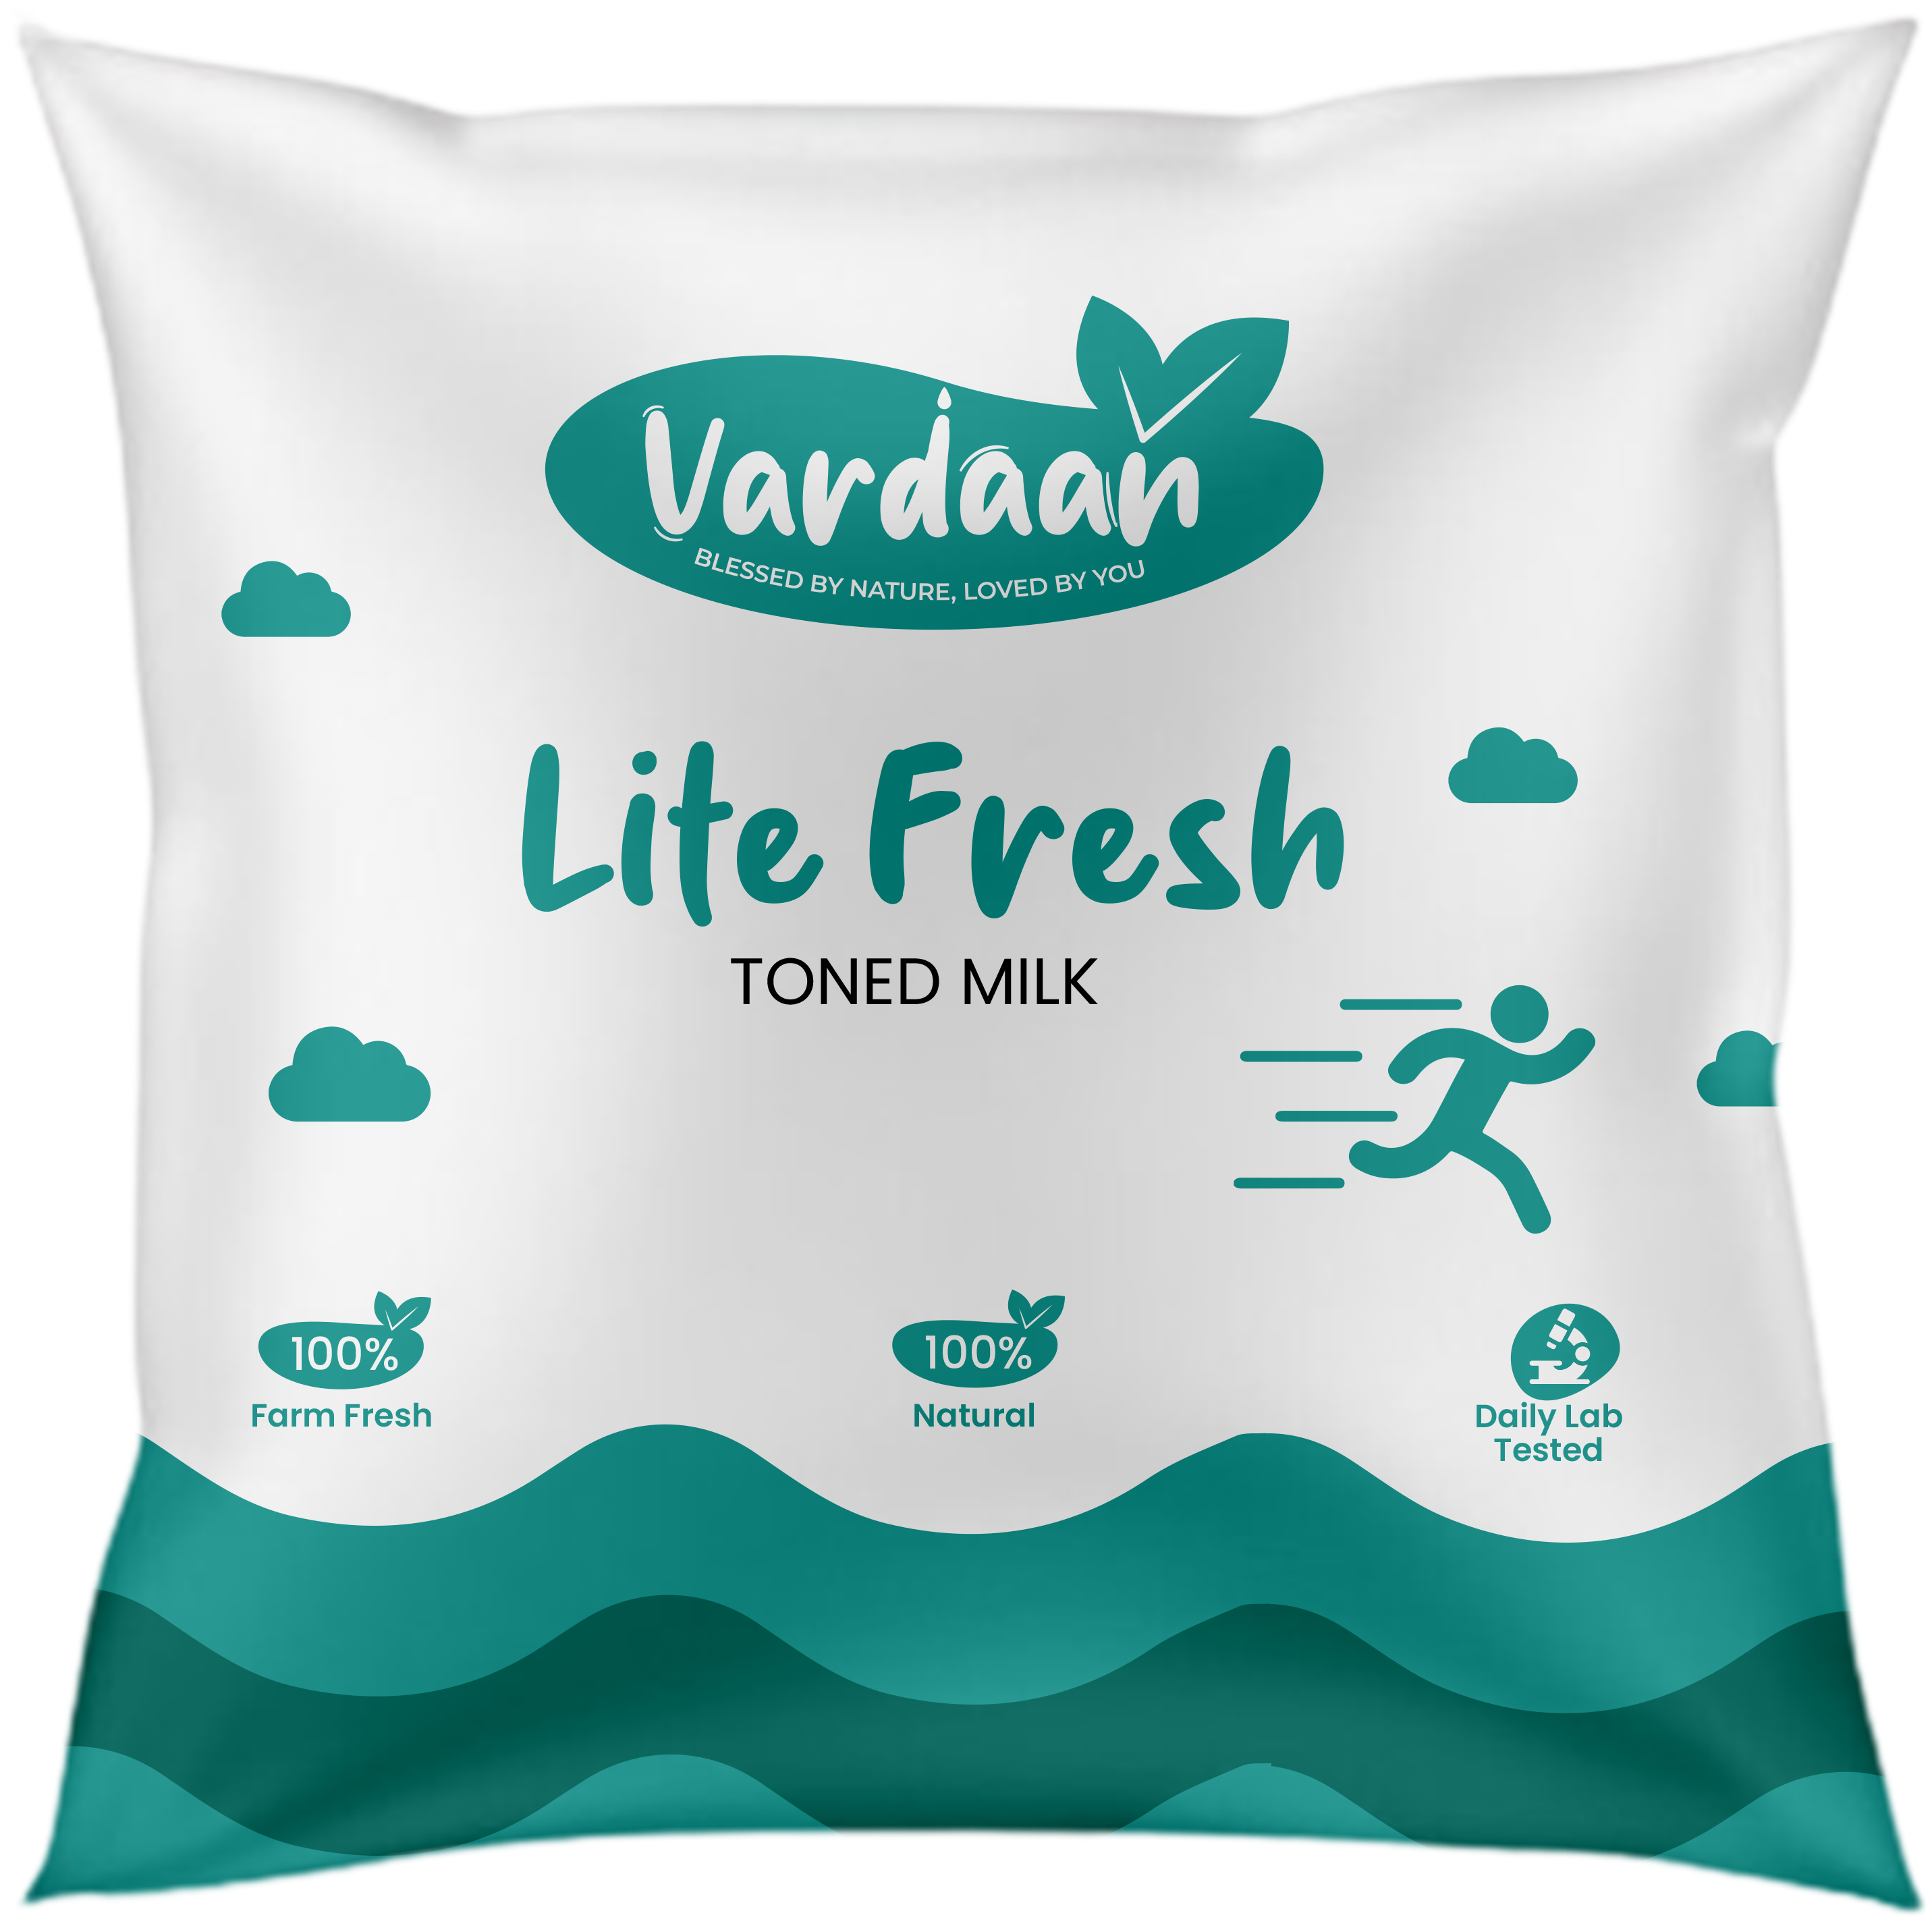 Vardaan
BLESSED BY NATURE, LOVED BY YOU
Lite Fresh
TONED MILK
100%
Farm Fresh
100%
Natural
Daily Lab
Tested